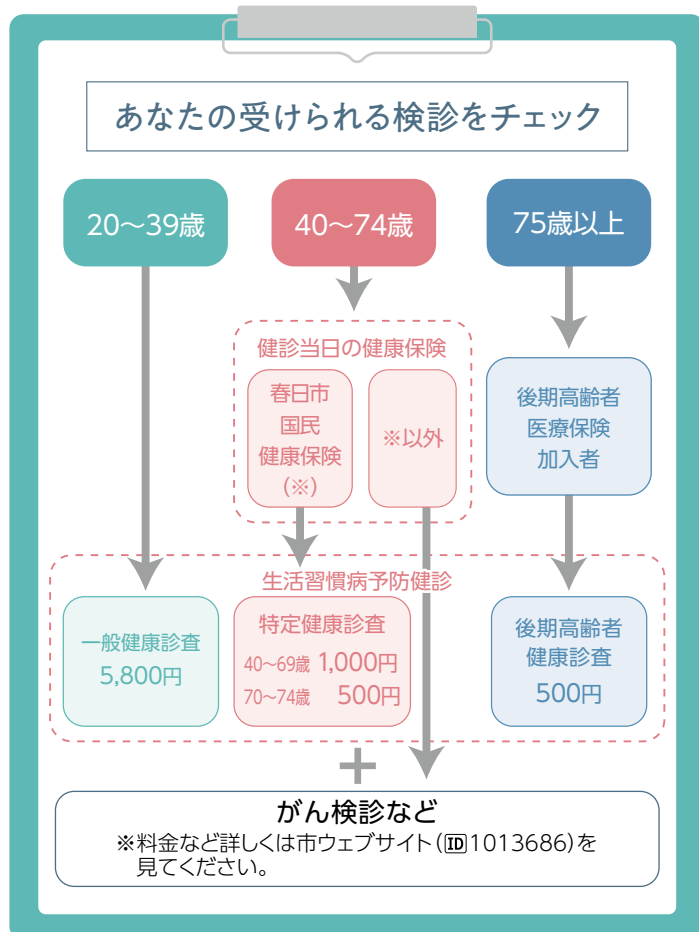 あなたの受けられる検診をチェック
20〜39歳
40〜74歳
75歳以上
健診当日の健康保険
春日市
国民
健康保険
(※)
※以外
後期高齢者
医療保険
加入者
生活習慣病予防健診
一般健康診査
5,800円
特定健康診査
40〜69歳 1,000円
70〜74歳 500円
後期高齢者
健康診査
500円
+
がん検診など
※料金など詳しくは市ウェブサイト(ID1013686)を
見てください。